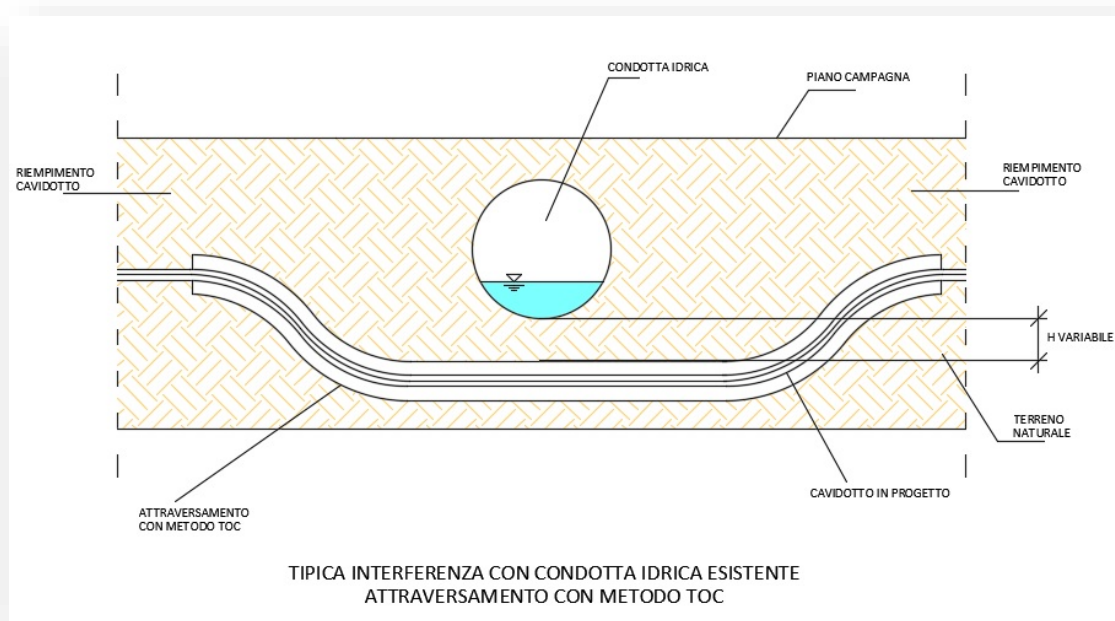 CONDOTTA IDRICA
PIANO CAMPAGNA
RIEMPIMENTO
CAVIDOTTO
RIEMPIMENTO
CAVIDOTTO
H VARIABILE
TERRENO
NATURALE
CAVIDOTTO IN PROGETTO
ATTRAVERSAMENTO
CON METODO TOC
TIPICA INTERFERENZA CON CONDOTTA IDRICA ESISTENTE
ATTRAVERSAMENTO CON METODO TOC